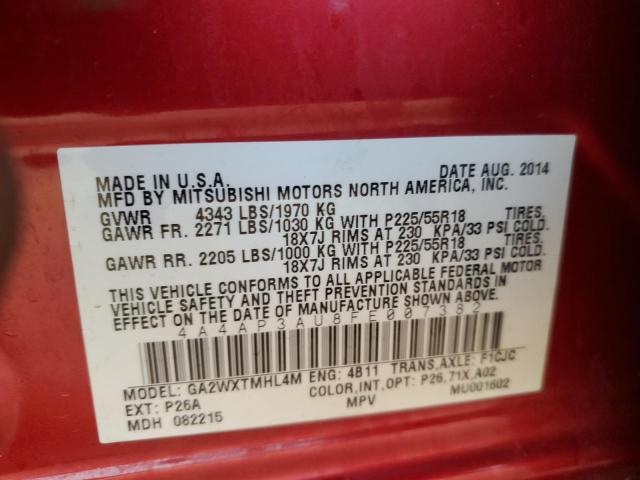 MADE IN U.S.A. DATE AUG. 2014
MFD BY MITSUBISHI MOTORS NORTH AMERICA, INC.
GVWR 4343 LBS/1970 KG
GAWR FR. 2271 LBS/1030 KG WITH P225/55R18 TIRES,
18X7J RIMS AT 230 KPA/33 PSI COLD.
GAWR RR. 2205 LBS/1000 KG WITH P225/55R18 TIRES,
18X7J RIMS AT 230 KPA/33 PSI COLD.
THIS VEHICLE CONFORMS TO ALL APPLICABLE FEDERAL MOTOR
VEHICLE SAFETY AND THEFT PREVENTION STANDARDS IN
EFFECT ON THE DATE OF MANUFACTURE SHOWN ABOVE.
4A4AP3AU8FE007382
MODEL: GA2WXTMHL4M ENG: 4B11 TRANS,AXLE: F1CJC
EXT: P26A COLOR,INT,OPT: P26,71X,A02
MDH 082215 MPV MU001602